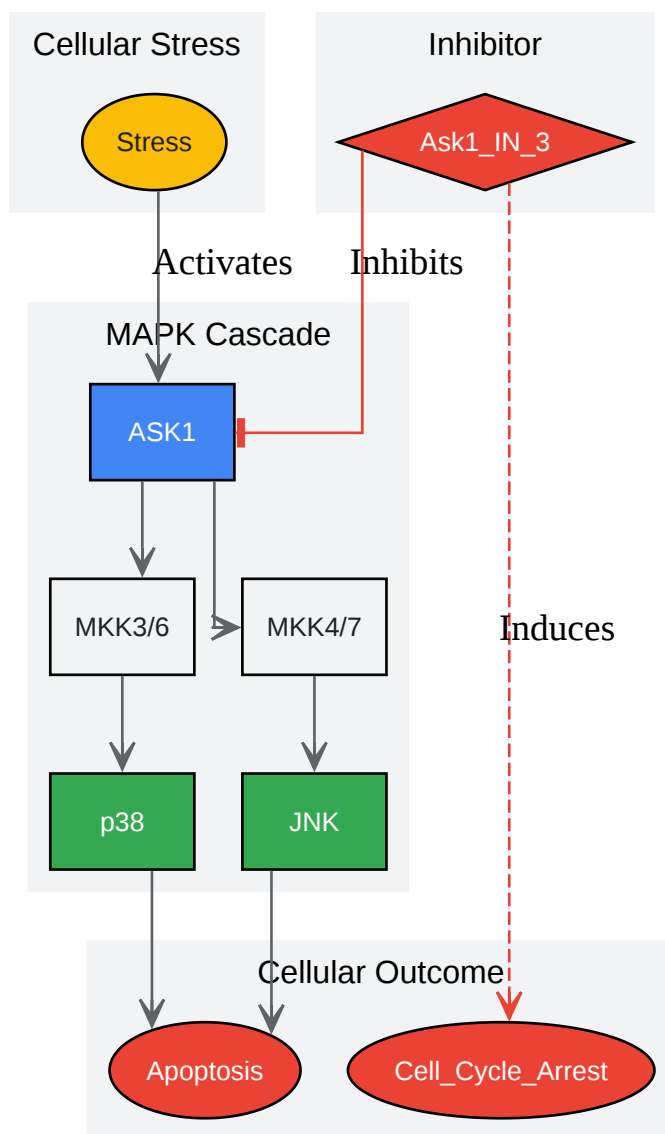 Cellular Stress
Inhibitor
Stress
Ask1_IN_3
Activates
Inhibits
MAPK Cascade
ASK1
MKK3/6
MKK4/7
Induces
p38
JNK
Cellular Outcome
Apoptosis
Cell_Cycle_Arrest